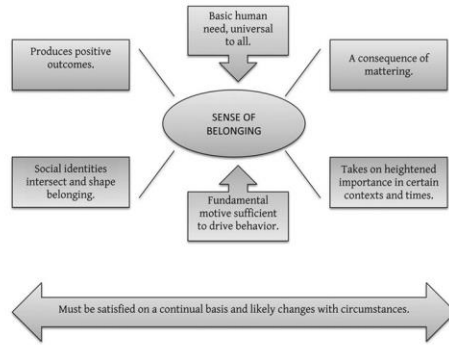 Basic human
need, universal
to all.
Produces positive
outcomes.
A consequence of
mattering.
SENSE OF
BELONGING
Social identities
intersect and shape
belonging.
Fundamental
motive sufficient
to drive behavior.
Takes on heightened
importance in certain
contexts and times.
Must be satisfied on a continual basis and likely changes with circumstances.